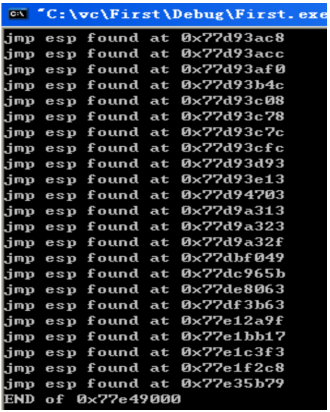 "C:\vc\First\Debug\First.exe
jmp esp found at 0x77d93ac8
jmp esp found at 0x77d93acc
jmp esp found at 0x77d93af0
jmp esp found at 0x77d93b4c
jmp esp found at 0x77d93c08
jmp esp found at 0x77d93c78
jmp esp found at 0x77d93c7c
jmp esp found at 0x77d93cfc
jmp esp found at 0x77d93d93
jmp esp found at 0x77d93e13
jmp esp found at 0x77d94703
jmp esp found at 0x77d9a313
jmp esp found at 0x77d9a323
jmp esp found at 0x77d9a32f
jmp esp found at 0x77dbf049
jmp esp found at 0x77dc965b
jmp esp found at 0x77de8063
jmp esp found at 0x77df3b63
jmp esp found at 0x77e12a9f
jmp esp found at 0x77e1bb17
jmp esp found at 0x77e1c3f3
jmp esp found at 0x77e1f2c8
jmp esp found at 0x77e35b79
END of 0x77e49000